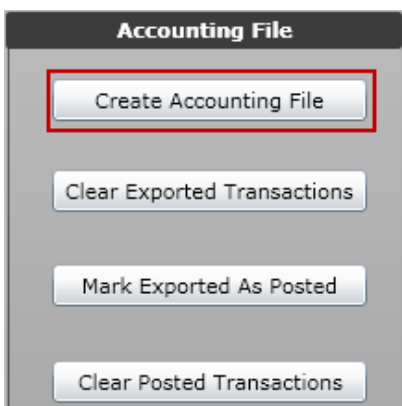 Accounting File
Create Accounting File
Clear Exported Transactions
Mark Exported As Posted
Clear Posted Transactions